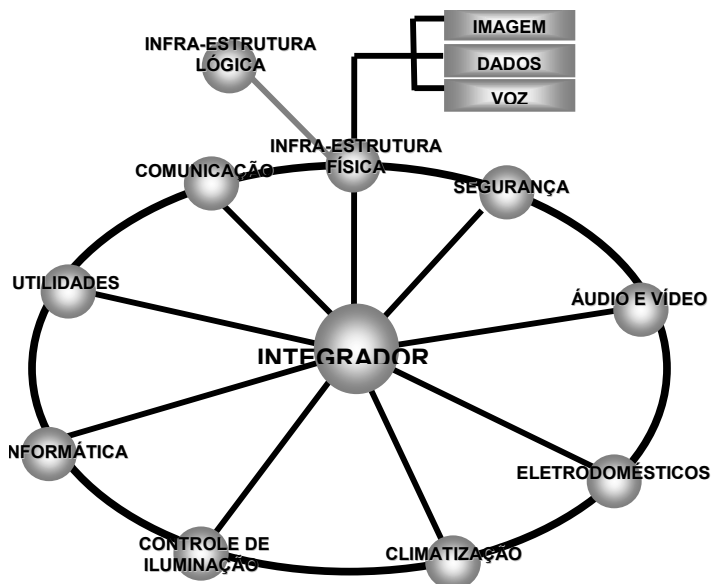 IMAGEM
INFRA-ESTRUTURA
LÓGICA
DADOS
VOZ
INFRA-ESTRUTURA
FÍSICA
COMUNICAÇÃO
SEGURANÇA
UTILIDADES
ÁUDIO E VÍDEO
INTEGRADOR
NFORMÁTICA
ELETRODOMÉSTICOS
CONTROLE DE
ILUMINAÇÃO
CLIMATIZAÇÃO